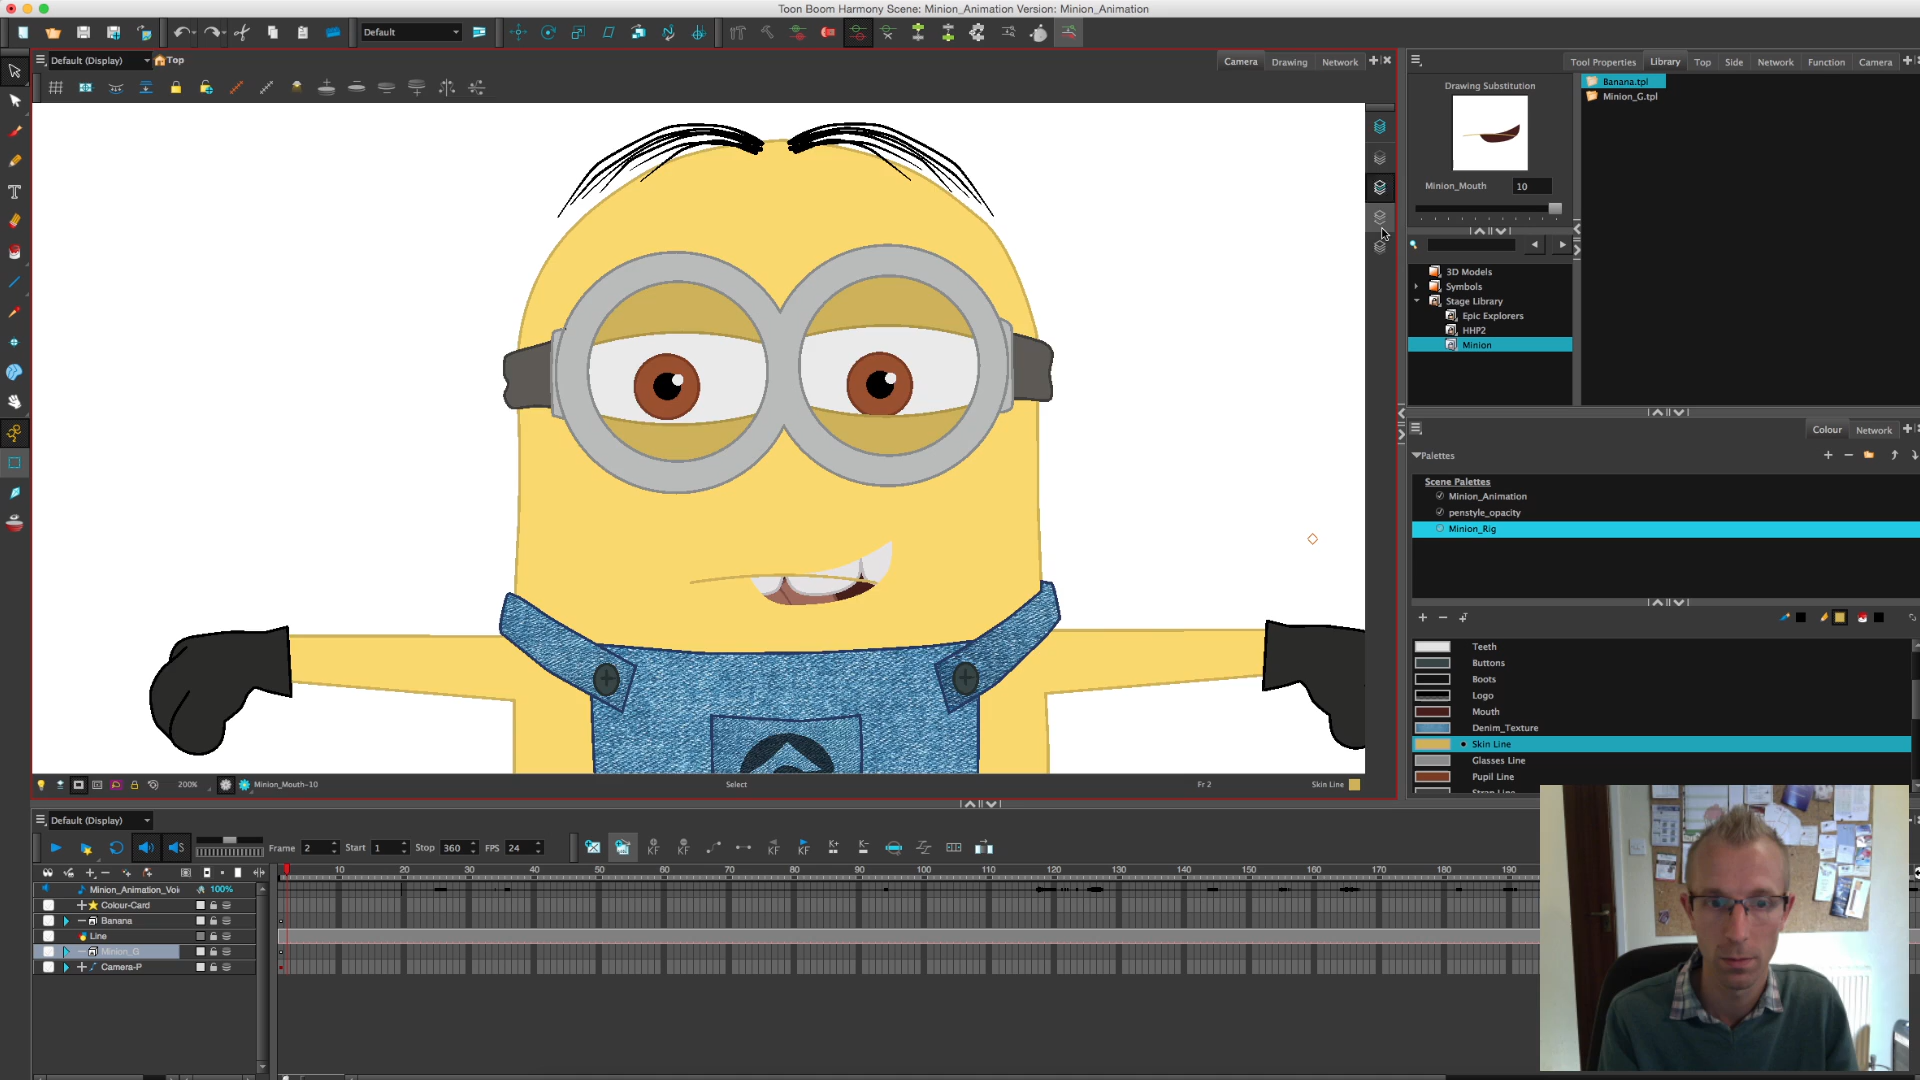 Toon Boom Harmony Scene: Minion_Animation Version: Minion_Animation
Default
Default (Display)
Top
Camera
Drawing
Network
Tool Properties
Library
Top
Side
Network
Function
Camera
Drawing Substitution
Banana.tpl
Minion_G.tpl
Minion_Mouth
10
3D Models
Symbols
Stage Library
Epic Explorers
HHP2
Minion
Colour
Network
Palettes
Scene Palettes
Minion_Animation
penstyle_opacity
Minion_Rig
Teeth
Buttons
Boots
Logo
Mouth
Denim_Texture
Skin Line
Glasses Line
Pupil Line
Strap Line
200%
Minion_Mouth-10
Select
Fr 2
Skin Line
Default (Display)
Frame 2
Start 1
Stop 360
FPS 24
10 20 30 40 50 60 70 80 90 100 110 120 130 140 150 160 170 180 190
Minion_Animation_Voi
100%
Colour-Card
Banana
Line
Minion_G
Camera-P